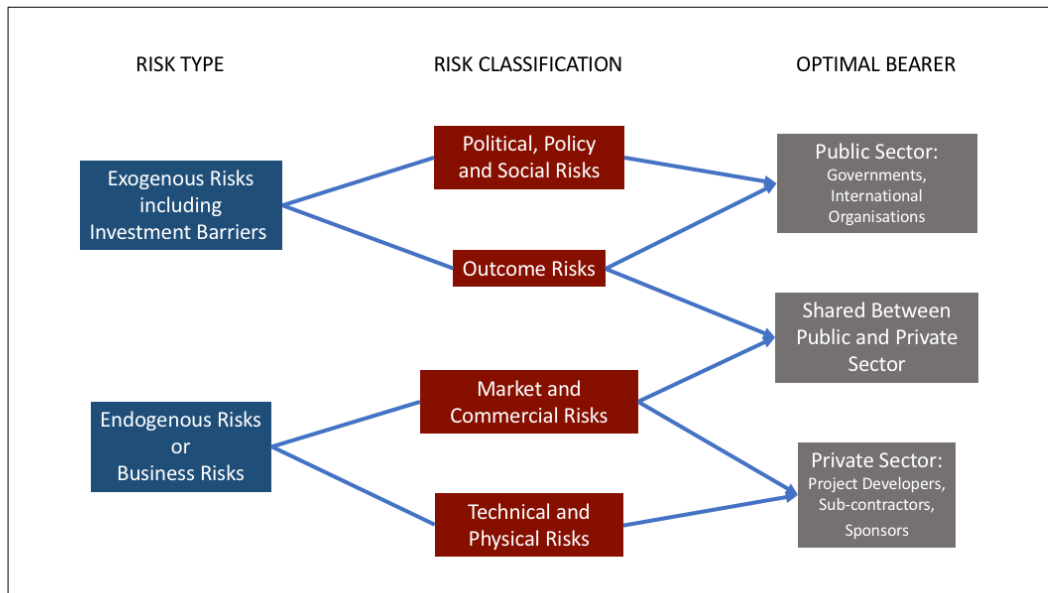 RISK TYPE
RISK CLASSIFICATION
OPTIMAL BEARER
Exogenous Risks
including
Investment Barriers
Political, Policy
and Social Risks
Outcome Risks
Public Sector:
Governments,
International
Organisations
Shared Between
Public and Private
Sector
Endogenous Risks
or
Business Risks
Market and
Commercial Risks
Technical and
Physical Risks
Private Sector:
Project Developers,
Sub-contractors,
Sponsors